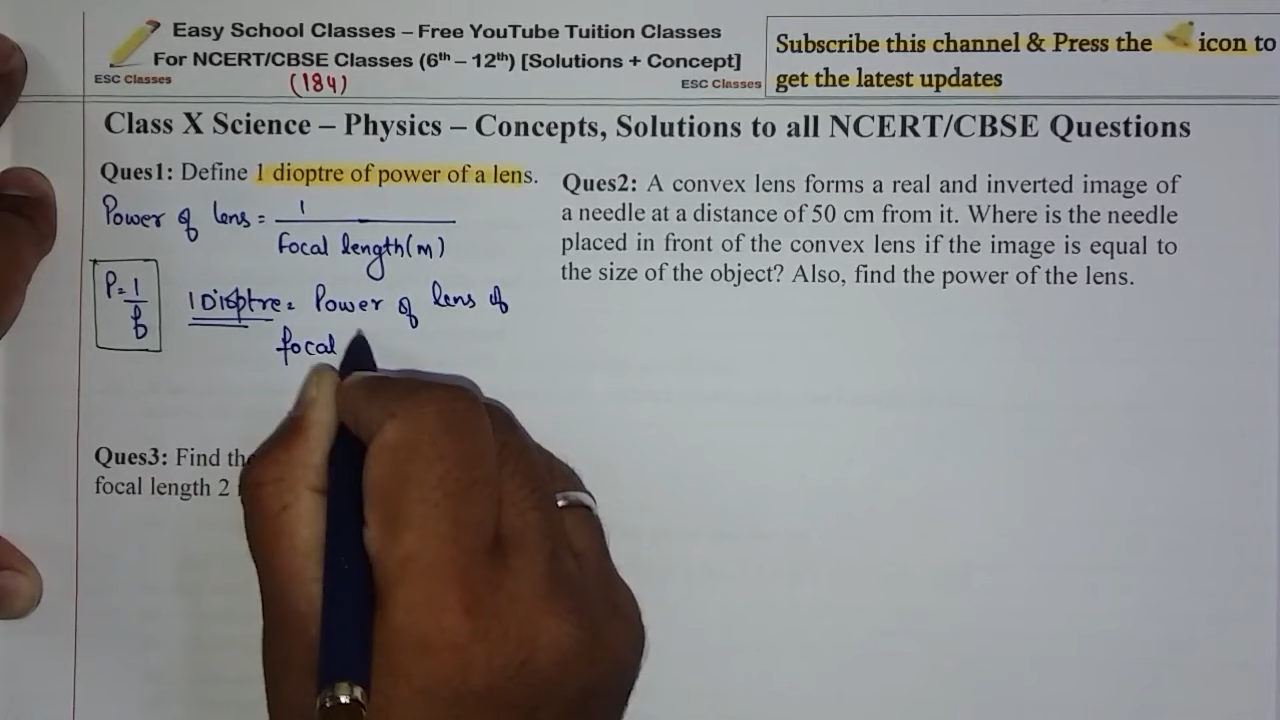 Easy School Classes – Free YouTube Tuition Classes
For NCERT/CBSE Classes (6th – 12th) [Solutions + Concept]
ESC Classes
(184)
ESC Classes
Subscribe this channel & Press the icon to
get the latest updates
Class X Science – Physics – Concepts, Solutions to all NCERT/CBSE Questions
Ques1: Define 1 dioptre of power of a lens.
Power of lens = 1
Focal length(m)
P = 1
f
1 Dioptre = Power of lens of
focal
Ques2: A convex lens forms a real and inverted image of
a needle at a distance of 50 cm from it. Where is the needle
placed in front of the convex lens if the image is equal to
the size of the object? Also, find the power of the lens.
Ques3: Find the
focal length 2